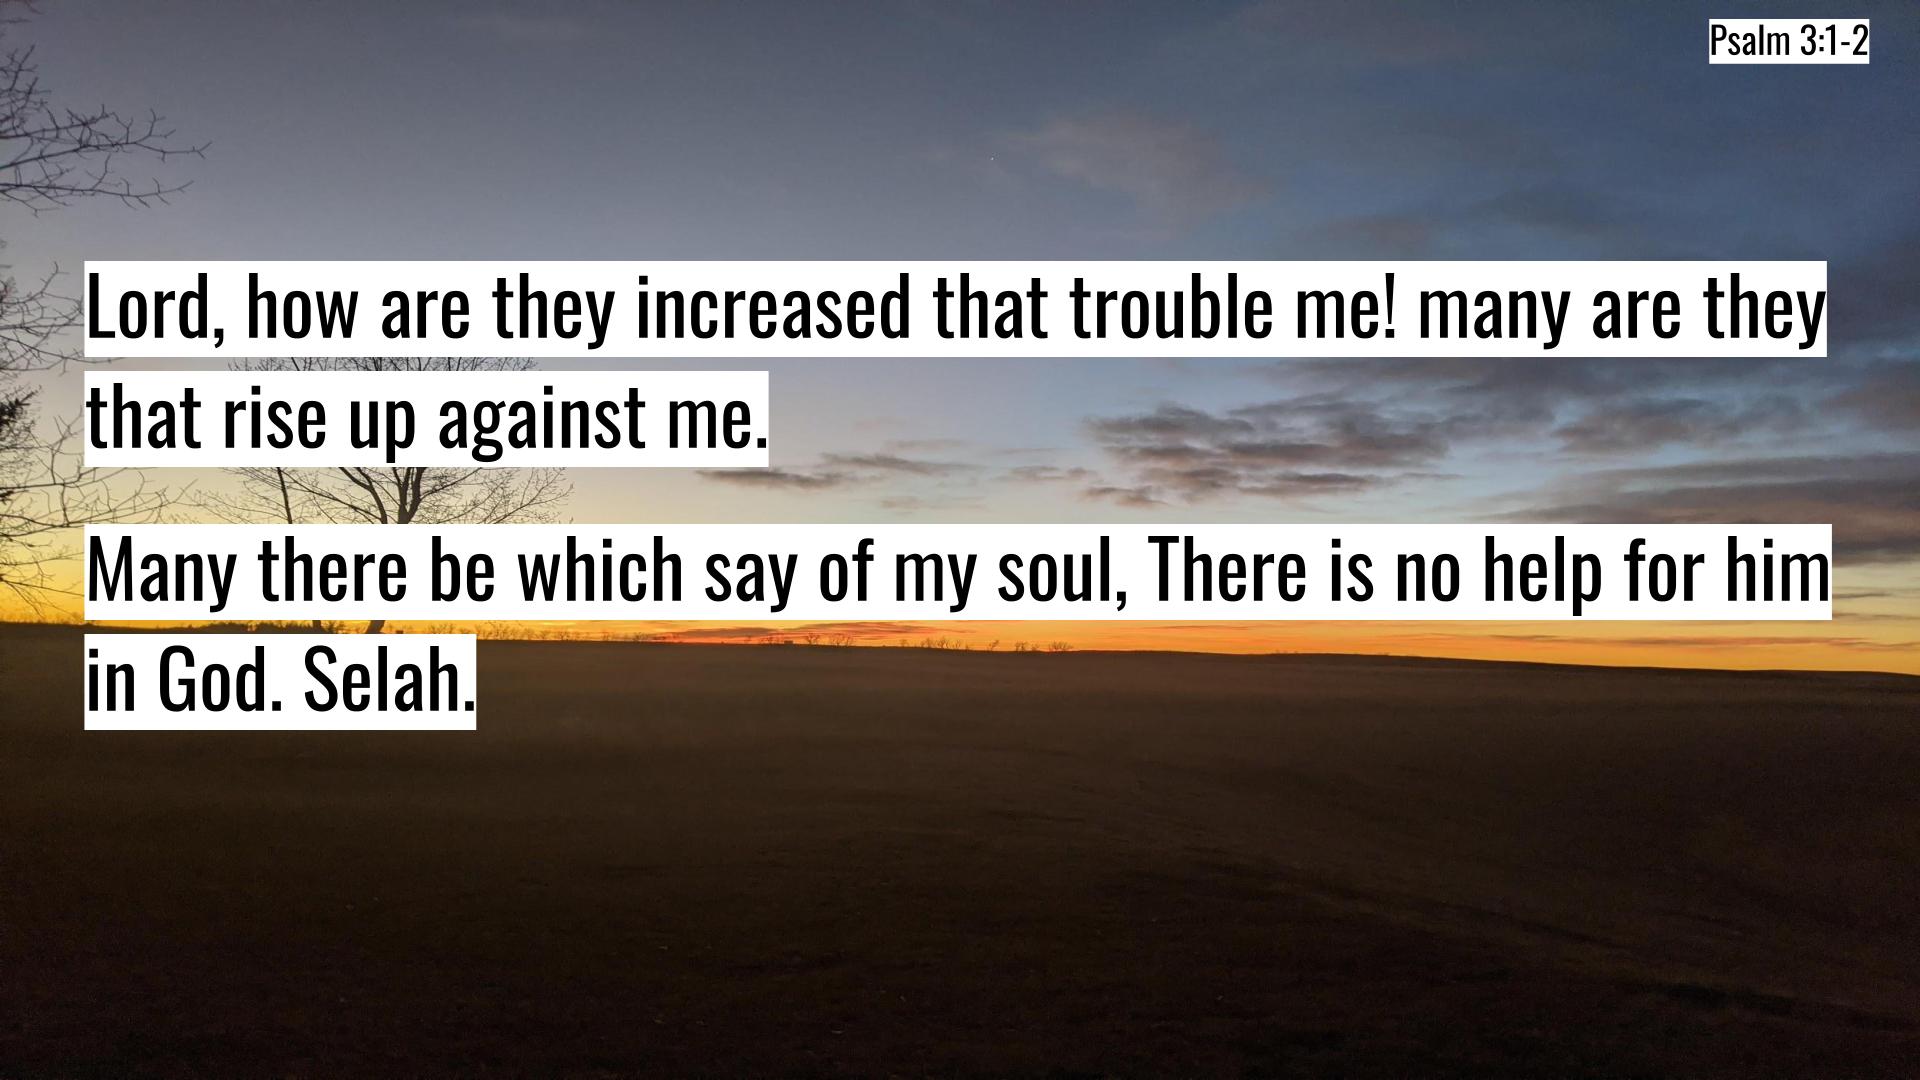 Psalm 3:1-2
Lord, how are they increased that trouble me! many are they
that rise up against me.
Many there be which say of my soul, There is no help for him
in God. Selah.